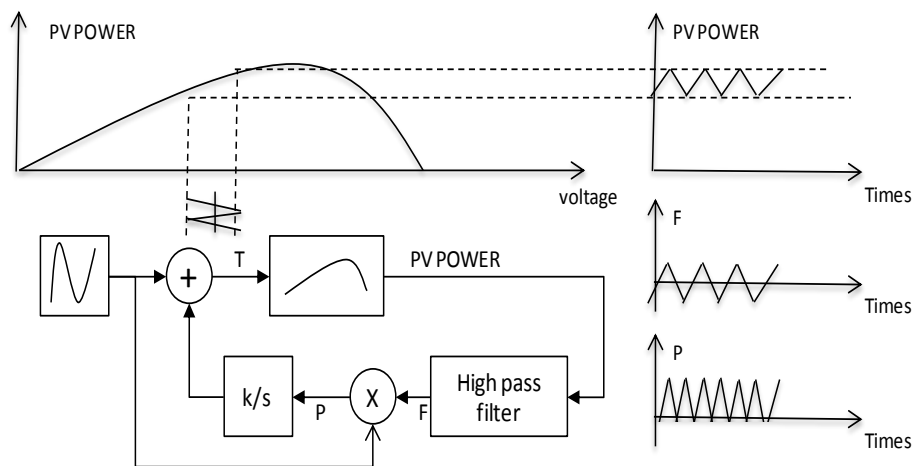 PV POWER
voltage
PV POWER
Times
T
PV POWER
+
k/s
P
X
F
High pass
filter
F
Times
P
Times